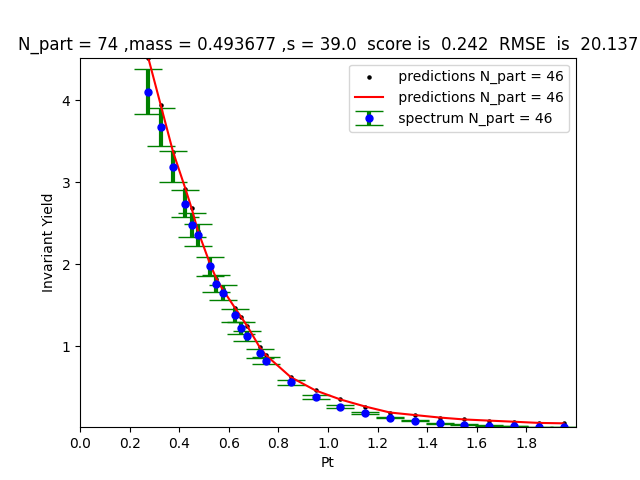 N_part = 74 ,mass = 0.493677 ,s = 39.0 score is 0.242 RMSE is 20.137
predictions N_part = 46
predictions N_part = 46
spectrum N_part = 46
Invariant Yield
4
3
2
1
0.0 0.2 0.4 0.6 0.8 1.0 1.2 1.4 1.6 1.8
Pt